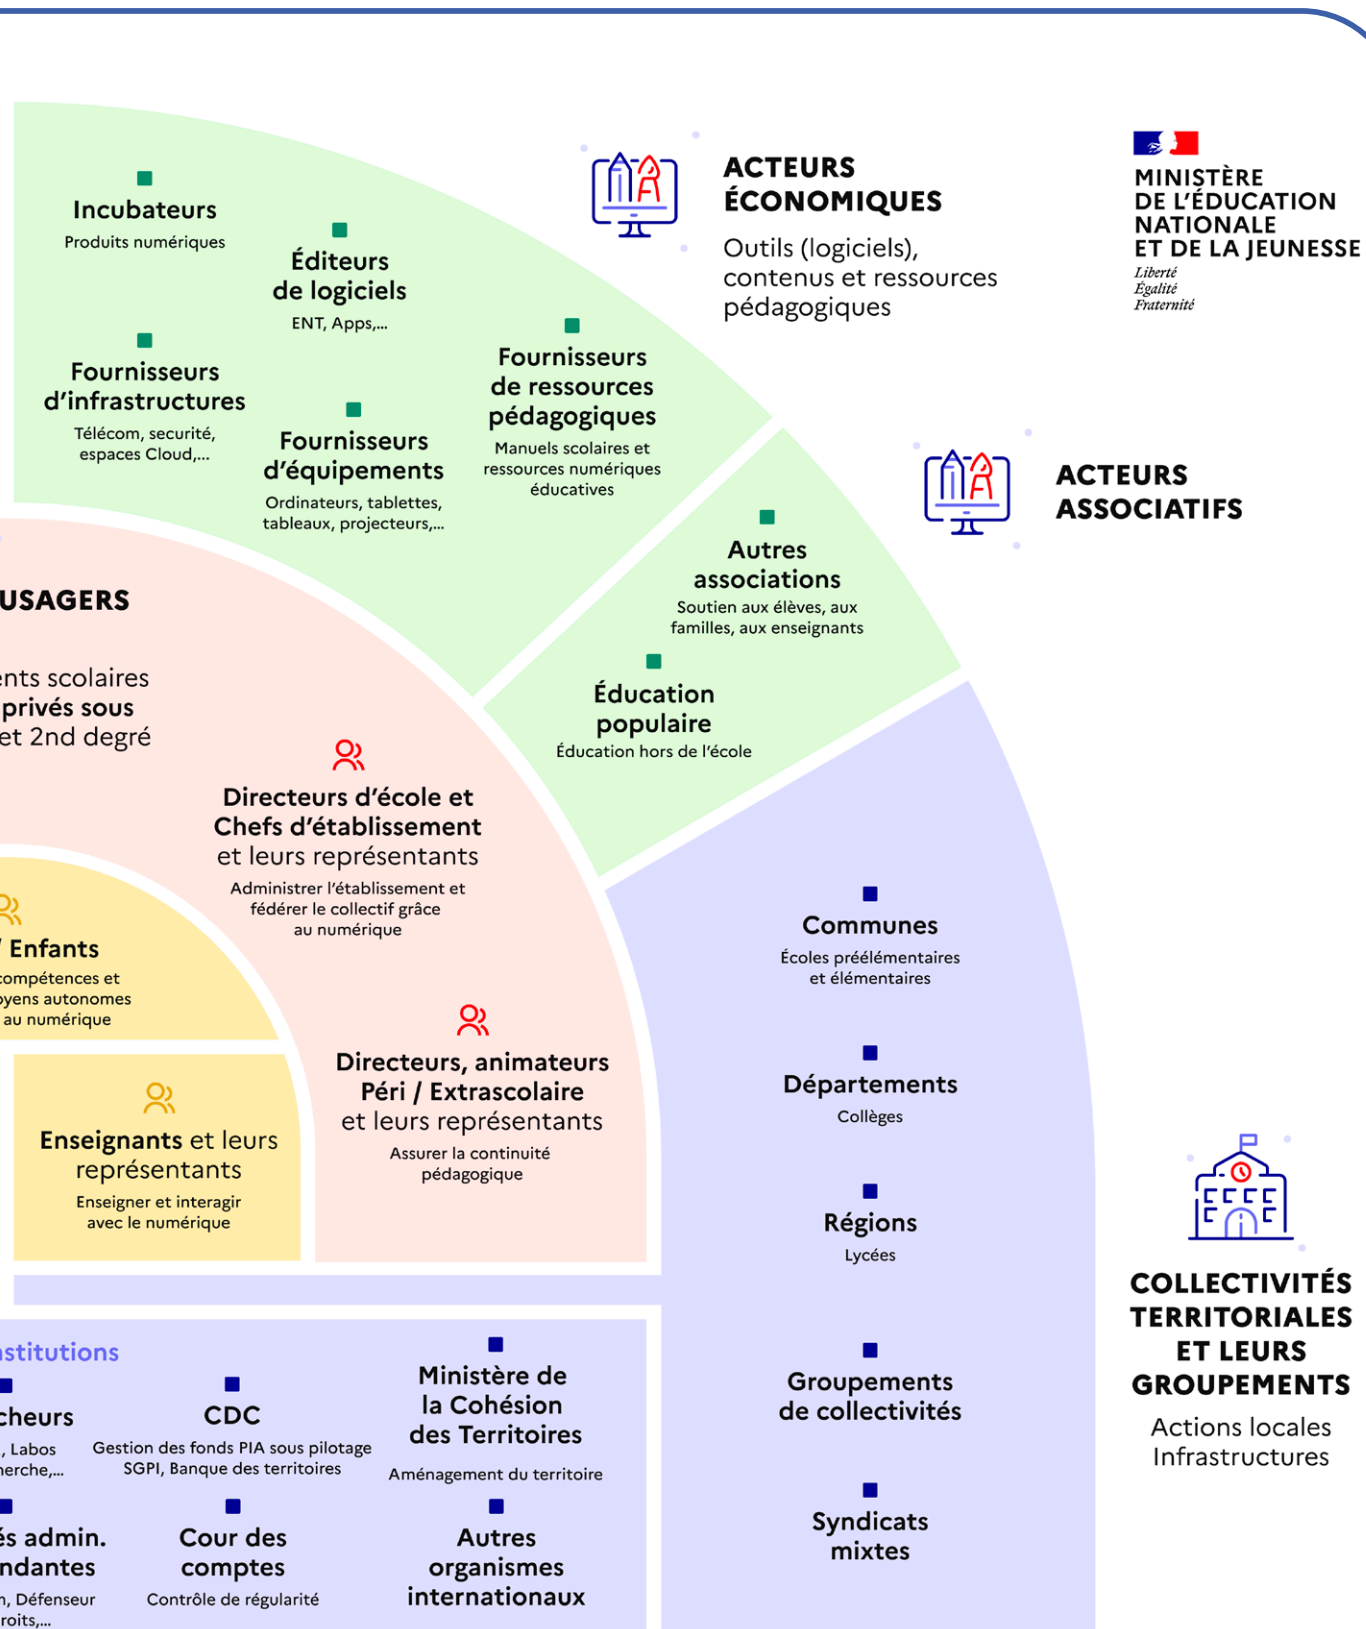 ACTEURS
ÉCONOMIQUES
Outils (logiciels),
contenus et ressources
pédagogiques
MINISTÈRE
DE L'ÉDUCATION
NATIONALE
ET DE LA JEUNESSE
Liberté
Égalité
Fraternité
Incubateurs
Produits numériques
Éditeurs
de logiciels
ENT, Apps,...
Fournisseurs
d'infrastructures
Télécom, securité,
espaces Cloud,...
Fournisseurs
d'équipements
Ordinateurs, tablettes,
tableaux, projecteurs,...
Fournisseurs
de ressources
pédagogiques
Manuels scolaires et
ressources numériques
éducatives
ACTEURS
ASSOCIATIFS
Autres
associations
Soutien aux élèves, aux
familles, aux enseignants
Éducation
populaire
Éducation hors de l'école
USAGERS
ents scolaires
privés sous
et 2nd degré
Directeurs d'école et
Chefs d'établissement
et leurs représentants
Administrer l'établissement et
fédérer le collectif grâce
au numérique
/ Enfants
compétences et
oyens autonomes
au numérique
Directeurs, animateurs
Péri / Extrascolaire
et leurs représentants
Assurer la continuité
pédagogique
Enseignants et leurs
représentants
Enseigner et interagir
avec le numérique
Communes
Écoles préélémentaires
et élémentaires
Départements
Collèges
Régions
Lycées
Groupements
de collectivités
Syndicats
mixtes
COLLECTIVITÉS
TERRITORIALES
ET LEURS
GROUPEMENTS
Actions locales
Infrastructures
nstitutions
cheurs
, Labos
herche,...
CDC
Gestion des fonds PIA sous pilotage
SGPI, Banque des territoires
Ministère de
la Cohésion
des Territoires
Aménagement du territoire
és admin.
ndantes
n, Défenseur
roits,...
Cour des
comptes
Contrôle de régularité
Autres
organismes
internationaux